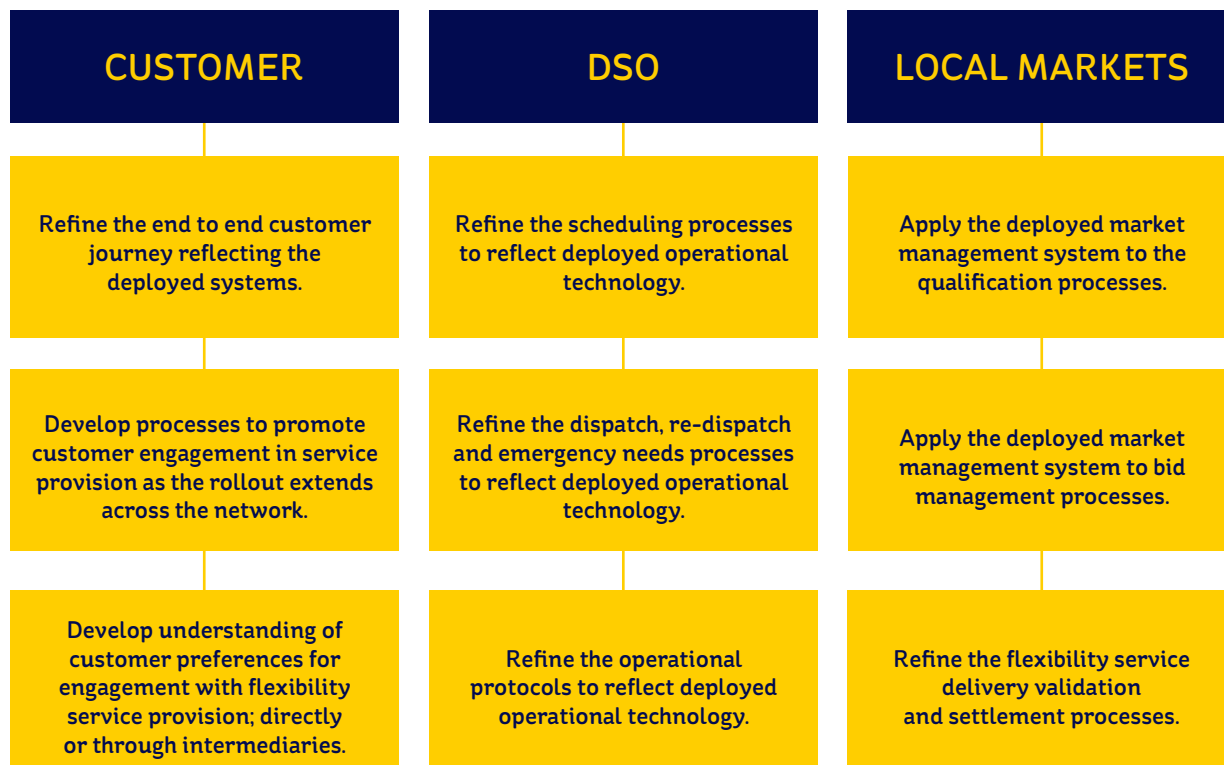 CUSTOMER
Refine the end to end customer
journey reflecting the
deployed systems.
Develop processes to promote
customer engagement in service
provision as the rollout extends
across the network.
Develop understanding of
customer preferences for
engagement with flexibility
service provision; directly
or through intermediaries.
DSO
Refine the scheduling processes
to reflect deployed operational
technology.
Refine the dispatch, re-dispatch
and emergency needs processes
to reflect deployed operational
technology.
Refine the operational
protocols to reflect deployed
operational technology.
LOCAL MARKETS
Apply the deployed market
management system to the
qualification processes.
Apply the deployed market
management system to bid
management processes.
Refine the flexibility service
delivery validation
and settlement processes.